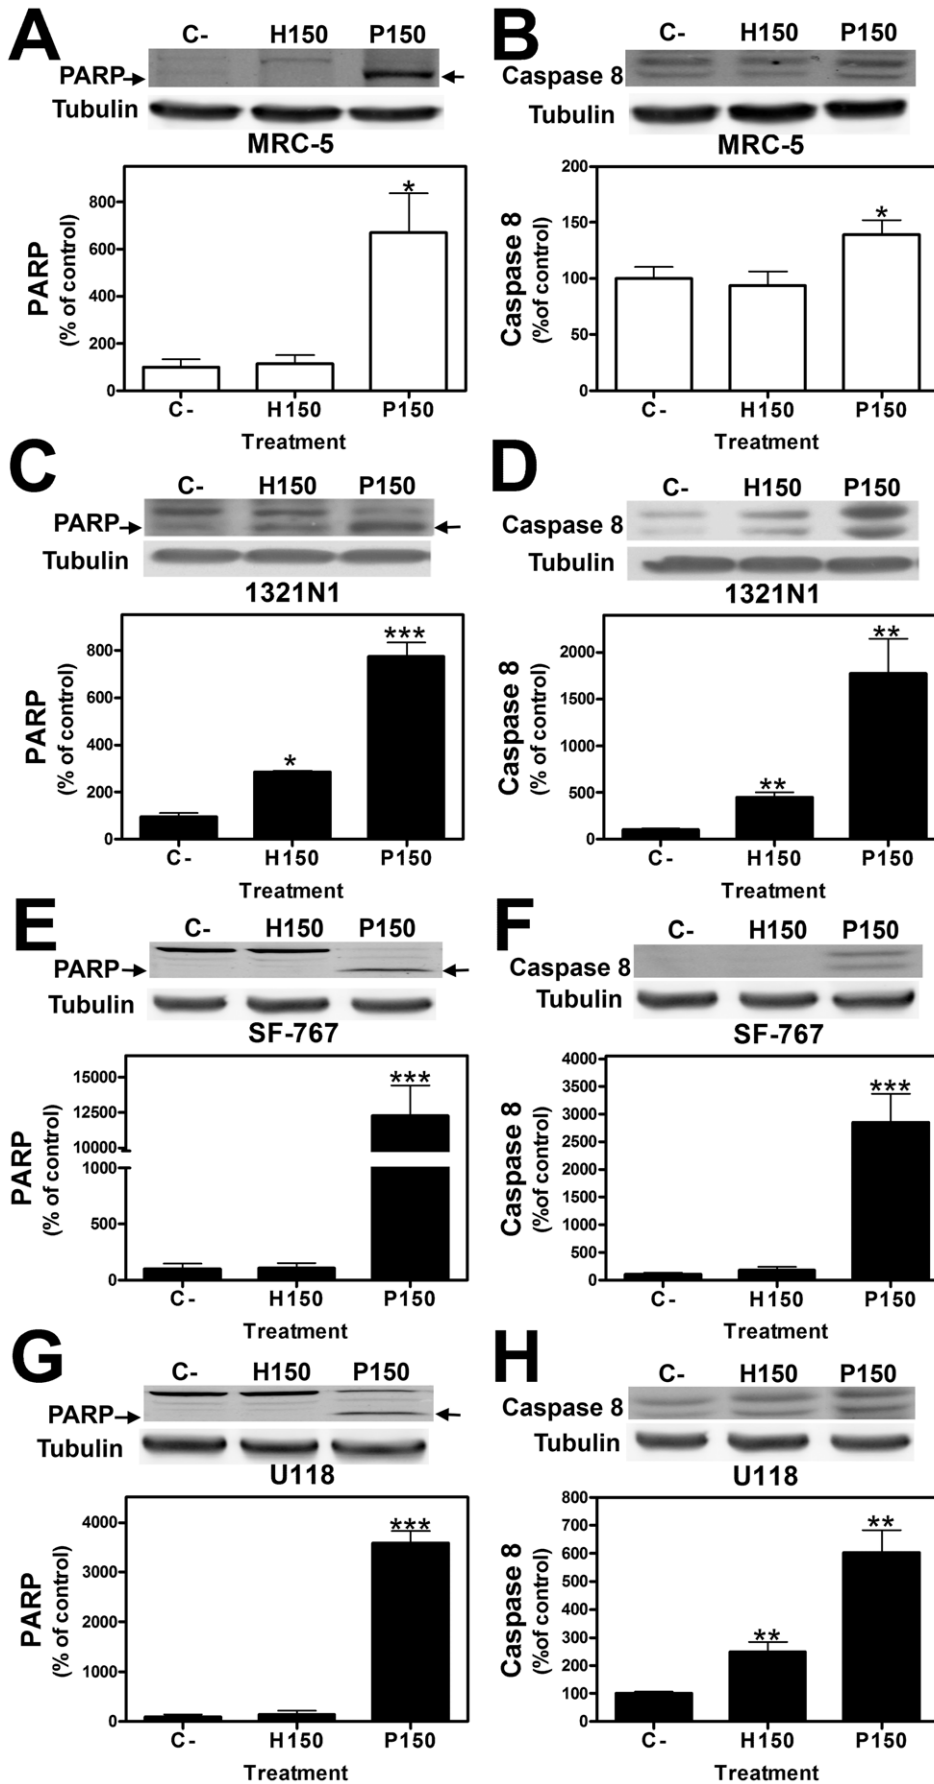 A
C- H150 P150
PARP
Tubulin
MRC-5
800
600
400
200
0
PARP
(% of control)
*
C- H150 P150
Treatment
B
C- H150 P150
Caspase 8
Tubulin
MRC-5
200
150
100
50
0
Caspase 8
(%of control)
*
C- H150 P150
Treatment
C
C- H150 P150
PARP
Tubulin
1321N1
800
600
400
200
0
PARP
(% of control)
* ***
C- H150 P150
Treatment
D
C- H150 P150
Caspase 8
Tubulin
1321N1
2000
1500
1000
500
0
Caspase 8
(% of control)
** **
C- H150 P150
Treatment
E
C- H150 P150
PARP
Tubulin
SF-767
15000
12500
10000
1000
500
0
PARP
(% of control)
***
C- H150 P150
Treatment
F
C- H150 P150
Caspase 8
Tubulin
SF-767
4000
3500
3000
2500
2000
1500
1000
500
0
Caspase 8
(%of control)
***
C- H150 P150
Treatment
G
C- H150 P150
PARP
Tubulin
U118
4000
3000
2000
1000
0
PARP
(% of control)
***
C- H150 P150
Treatment
H
C- H150 P150
Caspase 8
Tubulin
U118
800
700
600
500
400
300
200
100
0
Caspase 8
(%of control)
** **
C- H150 P150
Treatment